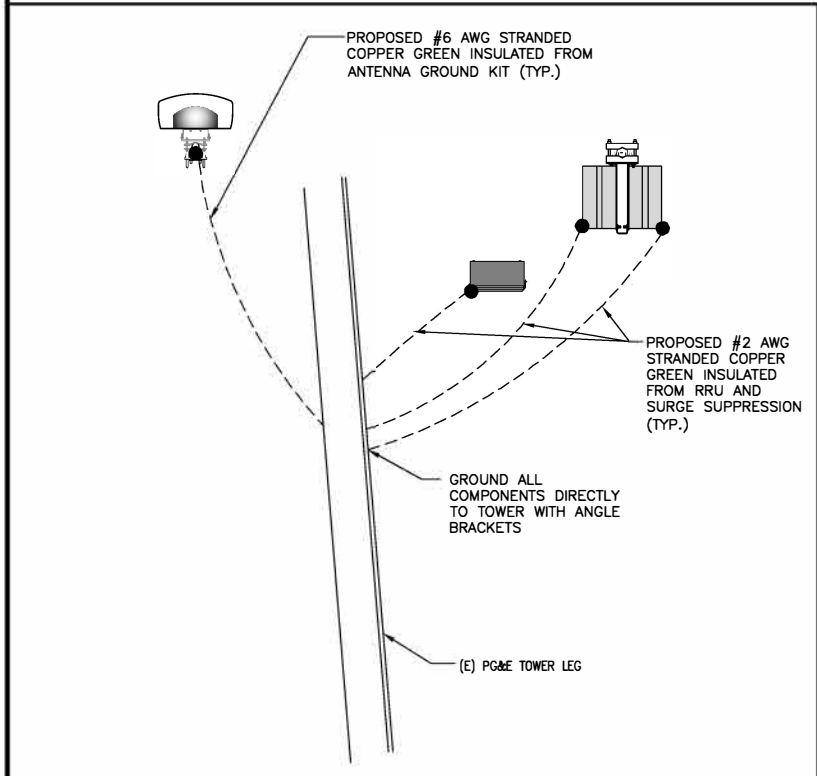 PROPOSED #6 AWG STRANDED
COPPER GREEN INSULATED FROM
ANTENNA GROUND KIT (TYP.)
PROPOSED #2 AWG
STRANDED COPPER
GREEN INSULATED
FROM RRU AND
SURGE SUPPRESSION
(TYP.)
GROUND ALL
COMPONENTS DIRECTLY
TO TOWER WITH ANGLE
BRACKETS
(E) PG&E TOWER LEG